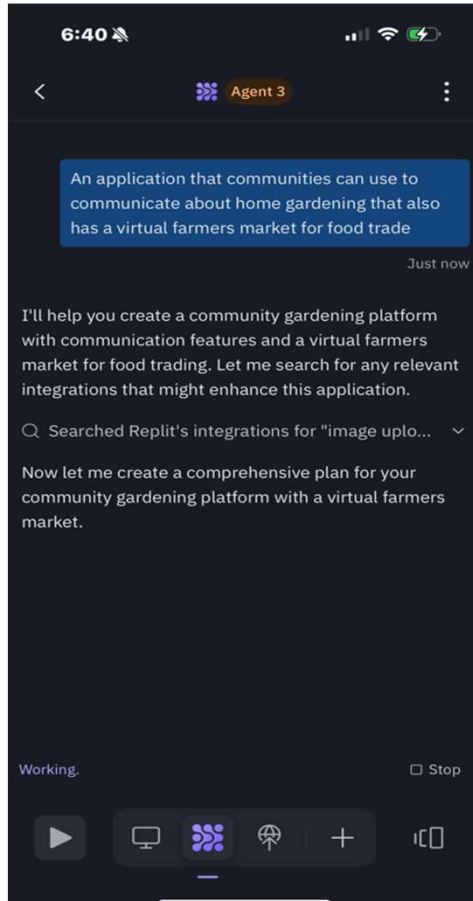 6:40
Agent 3
An application that communities can use to
communicate about home gardening that also
has a virtual farmers market for food trade
Just now
I'll help you create a community gardening platform
with communication features and a virtual farmers
market for food trading. Let me search for any relevant
integrations that might enhance this application.
Searched Replit's integrations for "image uplo...
Now let me create a comprehensive plan for your
community gardening platform with a virtual farmers
market.
Working.
Stop